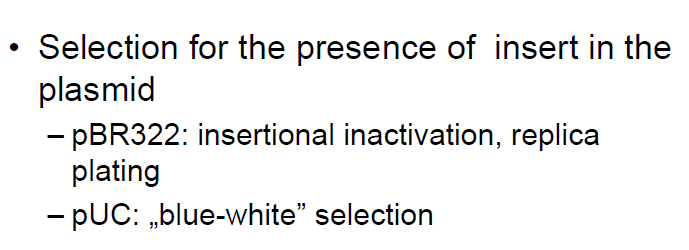 • Selection for the presence of  insert in the
plasmid
– pBR322: insertional inactivation, replica
plating
– pUC: „blue-white” selection